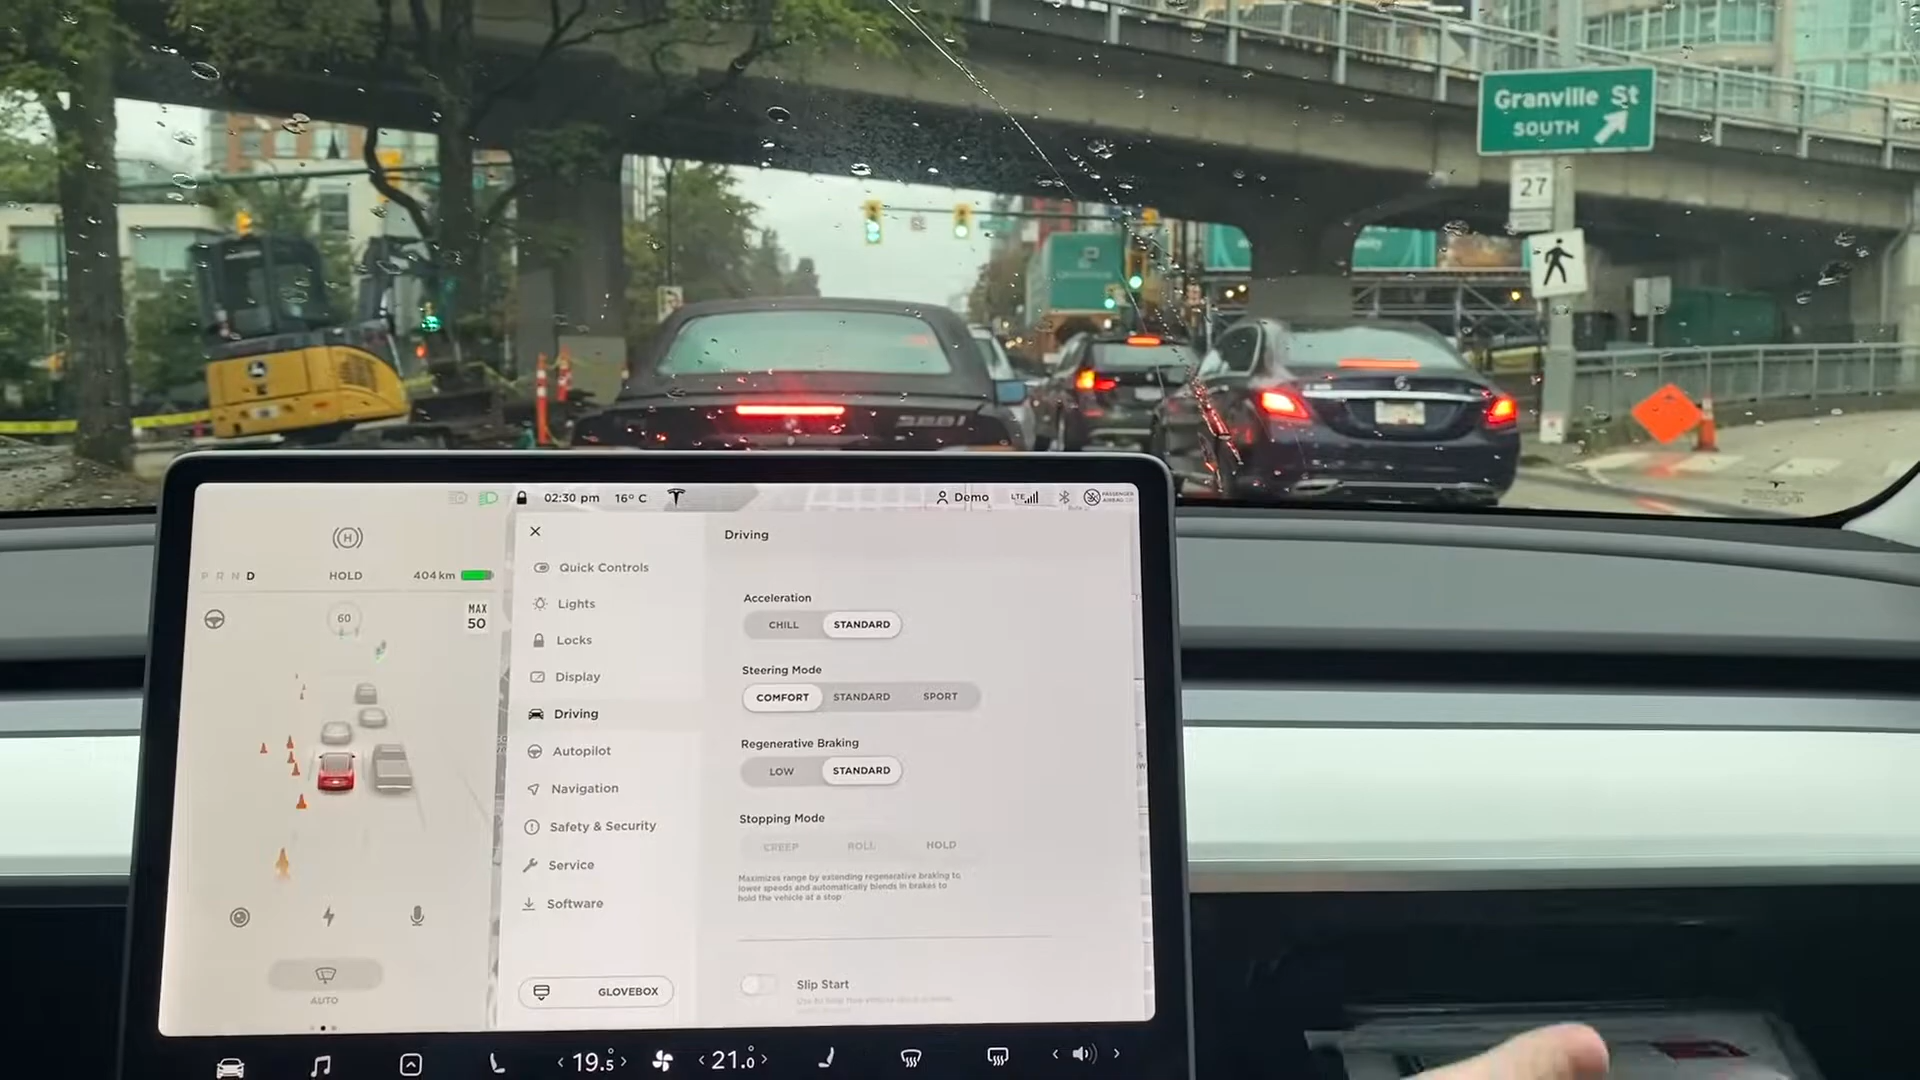 Granville St
SOUTH
27
328i
02:30 pm
16° C
Demo
LTE
PASSENGER
AIRBAG
P R N D
HOLD
404 km
60
MAX
50
AUTO
Quick Controls
Lights
Locks
Display
Driving
Autopilot
Navigation
Safety & Security
Service
Software
GLOVEBOX
Driving
Acceleration
CHILL
STANDARD
Steering Mode
COMFORT
STANDARD
SPORT
Regenerative Braking
LOW
STANDARD
Stopping Mode
CREEP
ROLL
HOLD
Maximizes range by extending regenerative braking to
lower speeds and automatically blends in brakes to
hold the vehicle at a stop
Slip Start
19.5
21.0